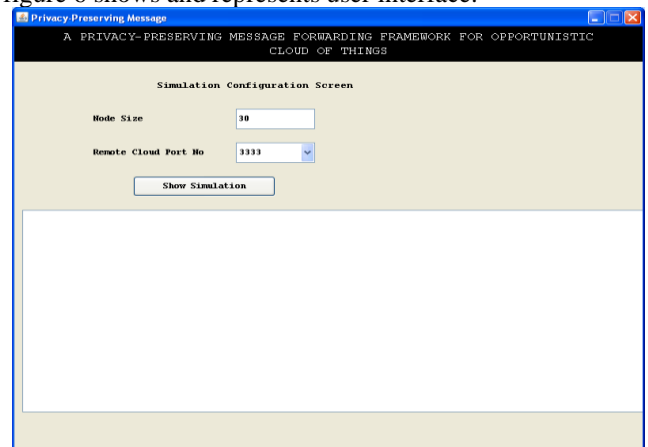 igure 6 shows and represents user interface.
Privacy-Preserving Message
A PRIVACY-PRESERVING MESSAGE FORWARDING FRAMEWORK FOR OPPORTUNISTIC
CLOUD OF THINGS
Simulation Configuration Screen
Node Size
30
Remote Cloud Port No
3333
Show Simulation